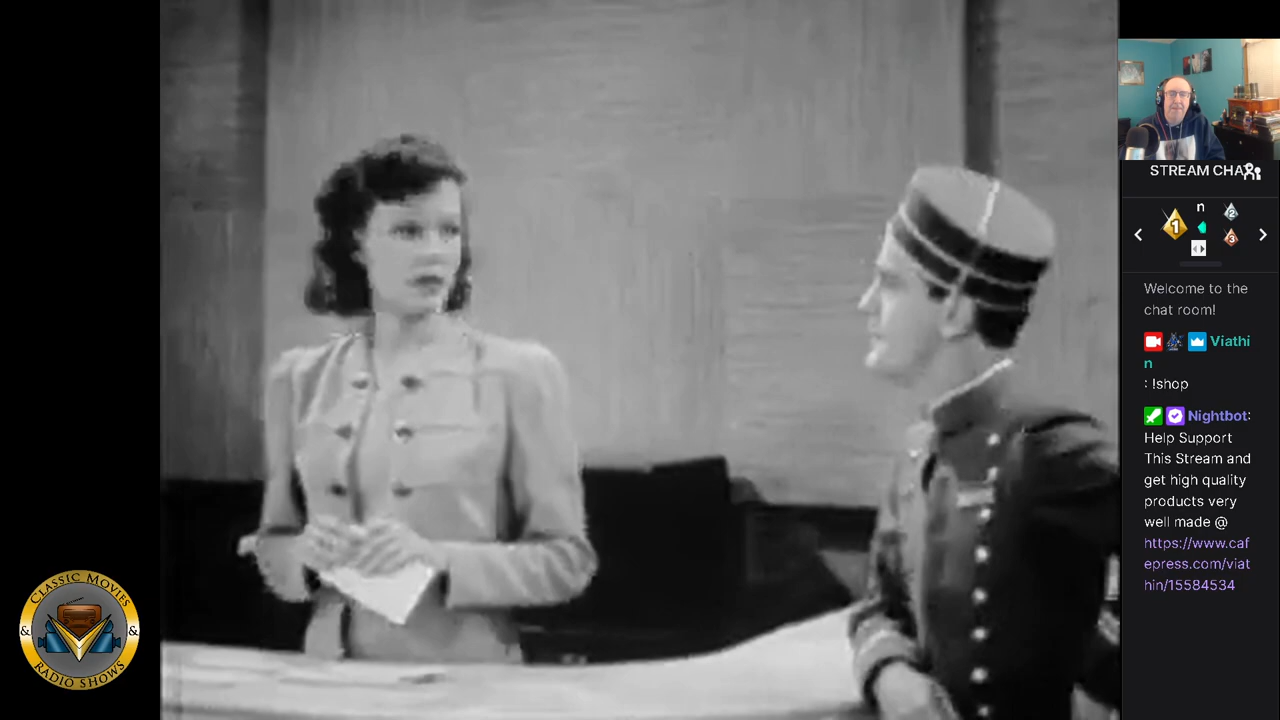 STREAM CHA
1
n
2
3
Welcome to the
chat room!
Viathi
n
: !shop
Nightbot:
Help Support
This Stream and
get high quality
products very
well made @
https://www.caf
epress.com/viat
hin/15584534
CLASSIC MOVIES
& &
RADIO SHOWS